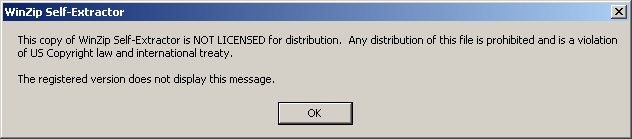 WinZip Self-Extractor
This copy of WinZip Self-Extractor is NOT LICENSED for distribution.  Any distribution of this file is prohibited and is a violation
of US Copyright law and international treaty.
The registered version does not display this message.
OK